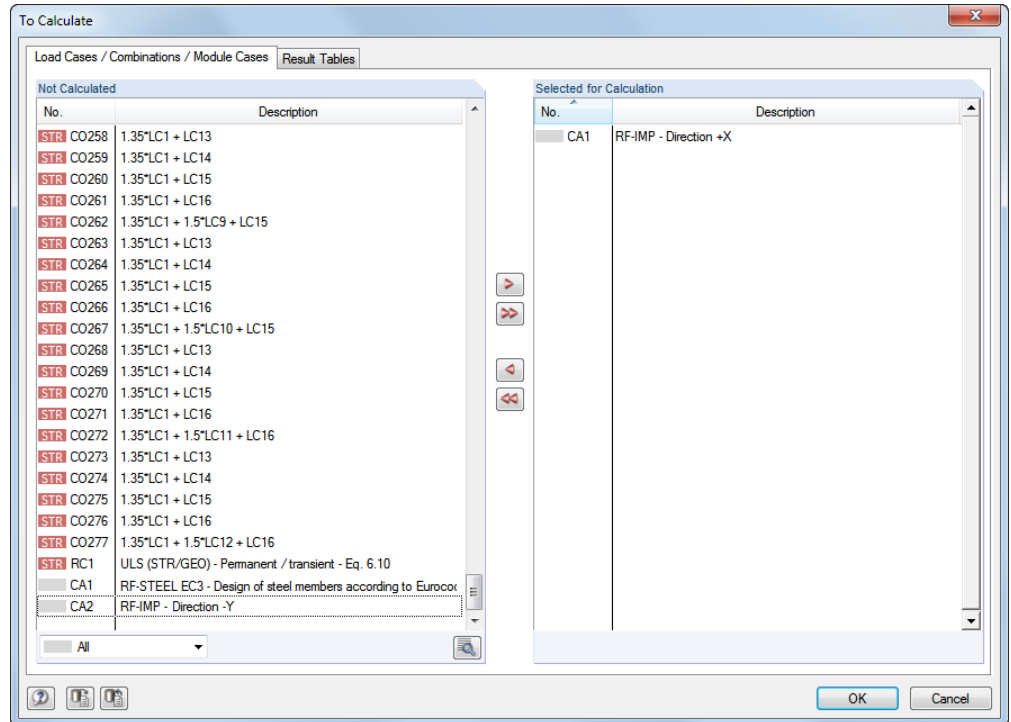 To Calculate
Load Cases / Combinations / Module Cases Result Tables
Not Calculated
No. Description
STR CO258 1.35*LC1 + LC13
STR CO259 1.35*LC1 + LC14
STR CO260 1.35*LC1 + LC15
STR CO261 1.35*LC1 + LC16
STR CO262 1.35*LC1 + 1.5*LC9 + LC15
STR CO263 1.35*LC1 + LC13
STR CO264 1.35*LC1 + LC14
STR CO265 1.35*LC1 + LC15
STR CO266 1.35*LC1 + LC16
STR CO267 1.35*LC1 + 1.5*LC10 + LC15
STR CO268 1.35*LC1 + LC13
STR CO269 1.35*LC1 + LC14
STR CO270 1.35*LC1 + LC15
STR CO271 1.35*LC1 + LC16
STR CO272 1.35*LC1 + 1.5*LC11 + LC16
STR CO273 1.35*LC1 + LC13
STR CO274 1.35*LC1 + LC14
STR CO275 1.35*LC1 + LC15
STR CO276 1.35*LC1 + LC16
STR CO277 1.35*LC1 + 1.5*LC12 + LC16
STR RC1 ULS (STR/GEO) - Permanent / transient - Eq. 6.10
CA1 RF-STEEL EC3 - Design of steel members according to Euroco
CA2 RF-IMP - Direction -Y
All
Selected for Calculation
No. Description
CA1 RF-IMP - Direction +X
OK Cancel